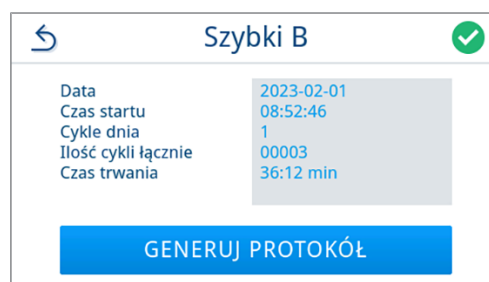 Szybki B
Data 2023-02-01
Czas startu 08:52:46
Cykle dnia 1
Ilość cykli łącznie 00003
Czas trwania 36:12 min
GENERUJ PROTOKÓŁ